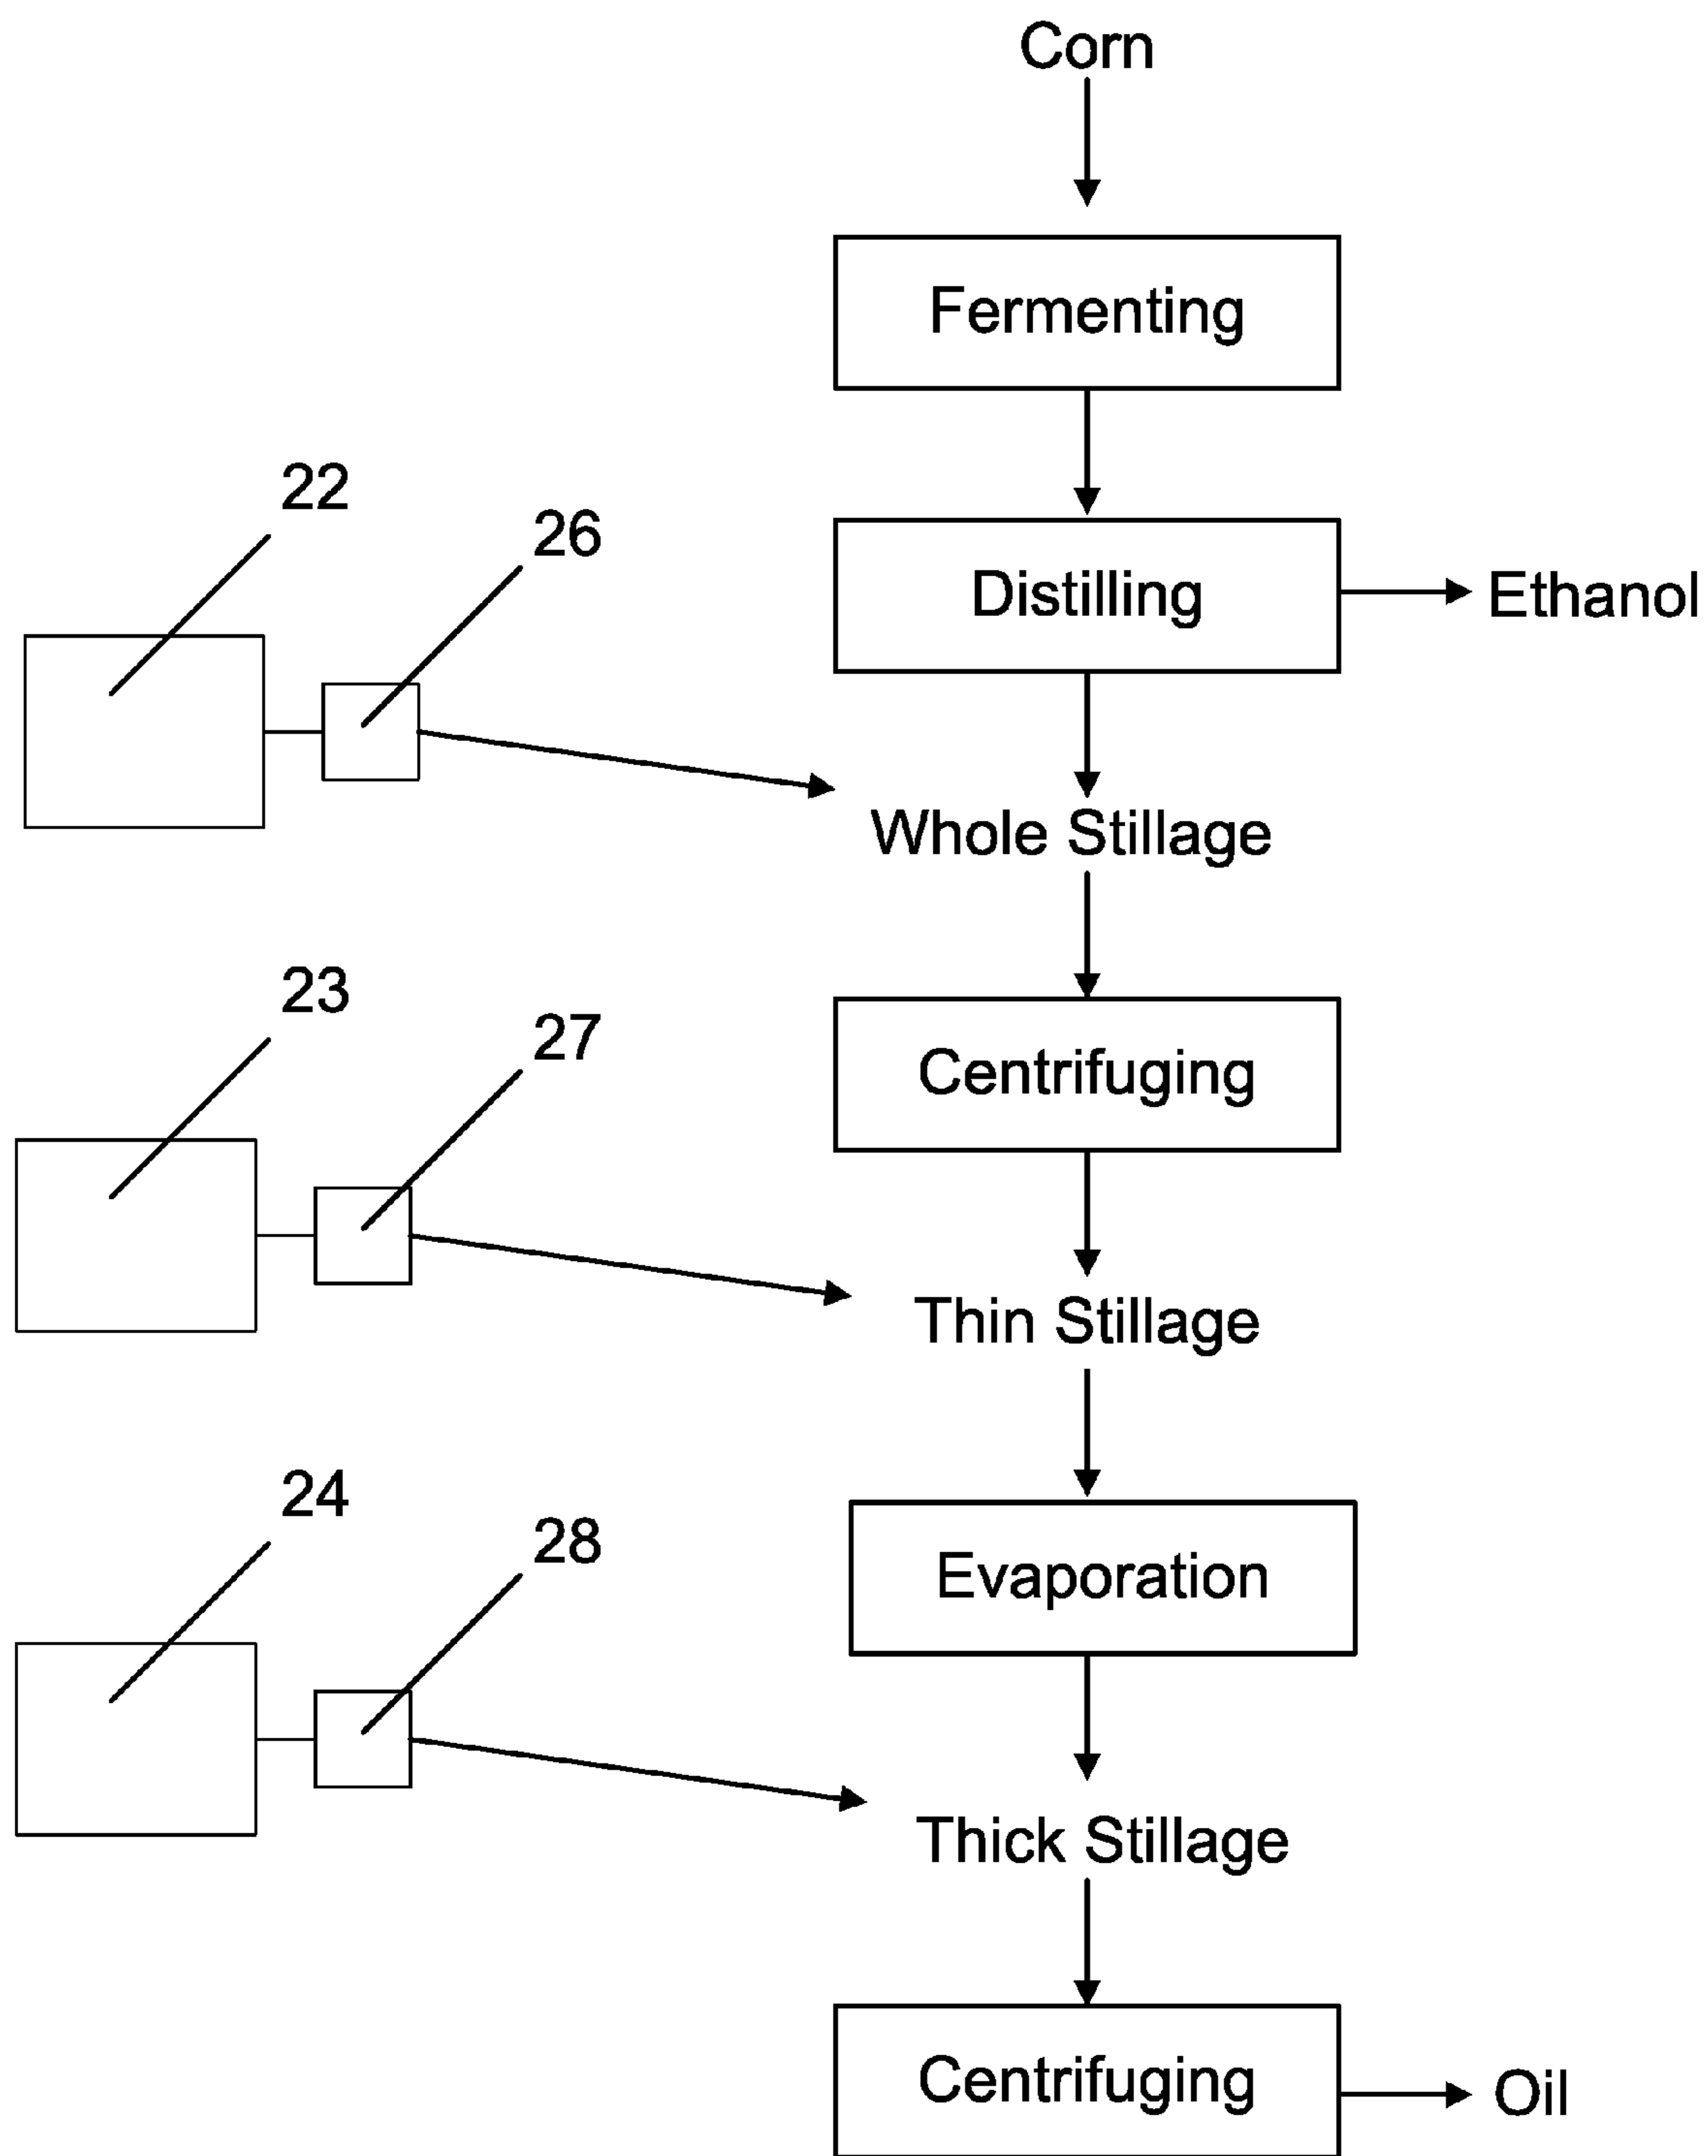 Corn
Fermenting
22
26
Distilling
Ethanol
Whole Stillage
23
27
Centrifuging
Thin Stillage
24
28
Evaporation
Thick Stillage
Centrifuging
Oil